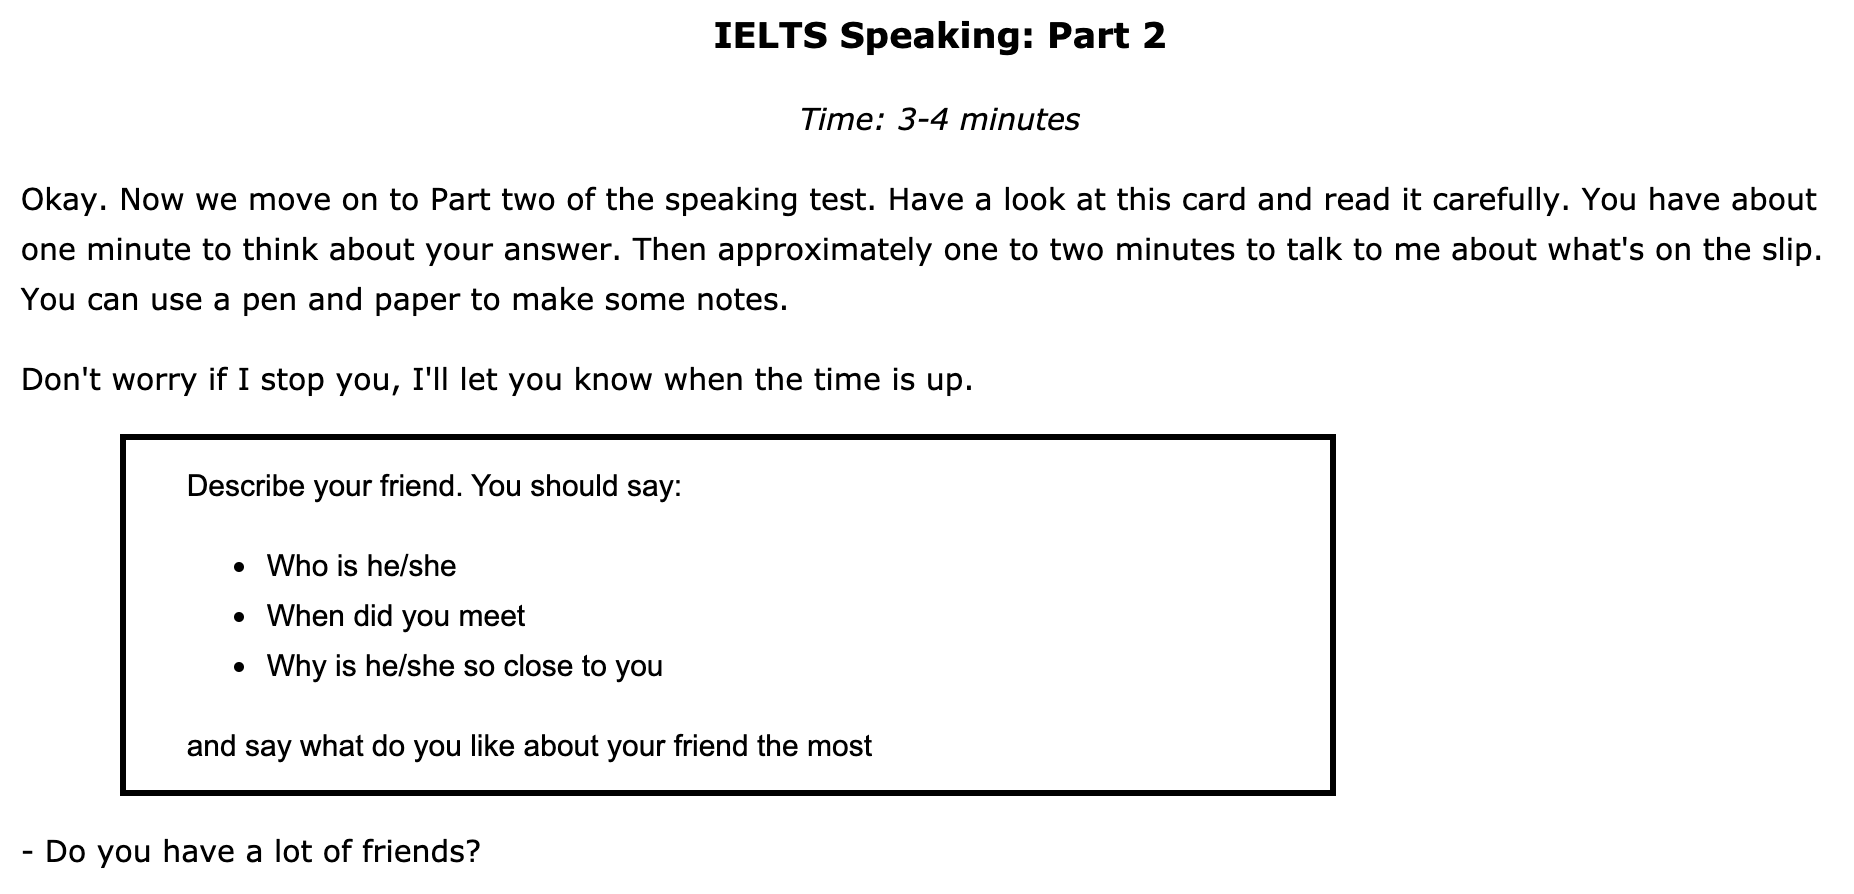 IELTS Speaking: Part 2
Time: 3-4 minutes
Okay. Now we move on to Part two of the speaking test. Have a look at this card and read it carefully. You have about
one minute to think about your answer. Then approximately one to two minutes to talk to me about what's on the slip.
You can use a pen and paper to make some notes.
Don't worry if I stop you, I'll let you know when the time is up.
Describe your friend. You should say:
• Who is he/she
• When did you meet
• Why is he/she so close to you
and say what do you like about your friend the most
- Do you have a lot of friends?